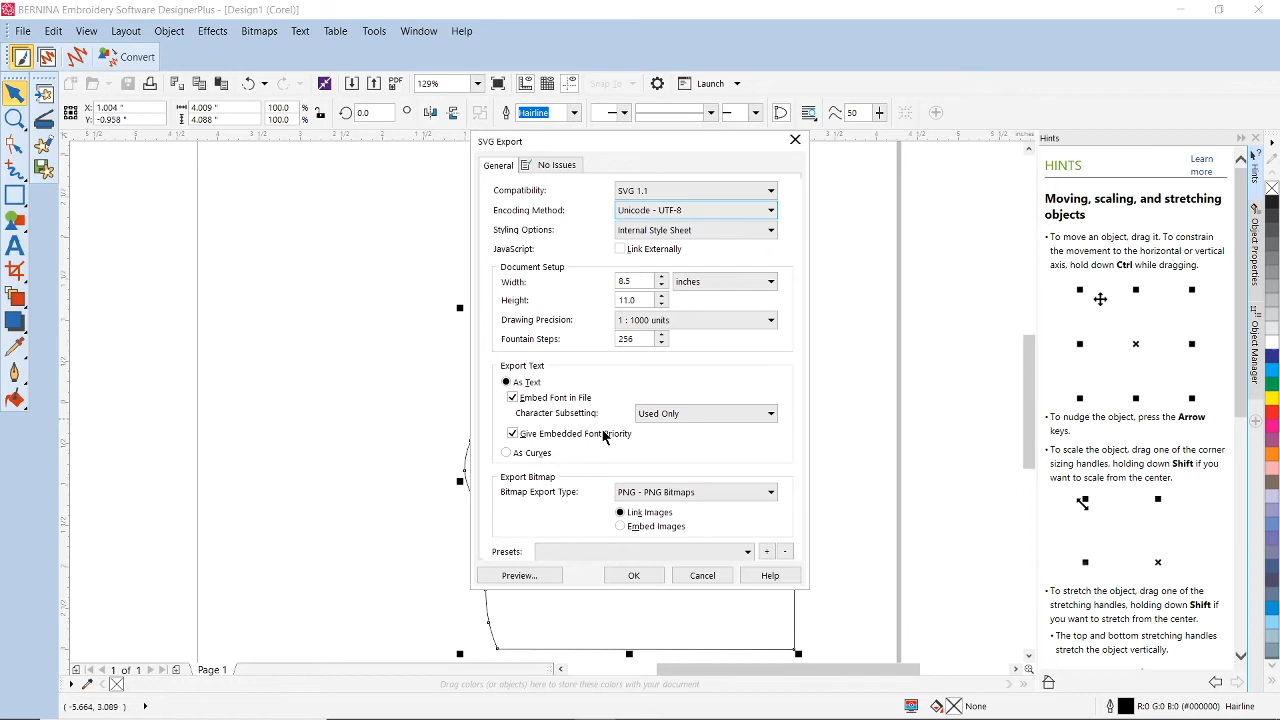 BERNINA Embroidery Software DesignerPlus - [Design1 (Corel)]
File Edit View Layout Object Effects Bitmaps Text Table Tools Window Help
Convert
PDF 129% Snap To Launch
X: 1.004 " 4.009 " 100.0 % 0.0 Hairline 50
Y: -0.958 " 4.098 " 100.0 %
inches
SVG Export
General No Issues
Compatibility: SVG 1.1
Encoding Method: Unicode - UTF-8
Styling Options: Internal Style Sheet
JavaScript: Link Externally
Document Setup
Width: 8.5 inches
Height: 11.0
Drawing Precision: 1 : 1000 units
Fountain Steps: 256
Export Text
As Text
Embed Font in File
Character Subsetting: Used Only
Give Embedded Font Priority
As Curves
Export Bitmap
Bitmap Export Type: PNG - PNG Bitmaps
Link Images
Embed Images
Presets:
Preview... OK Cancel Help
Hints
HINTS
Learn
more
Moving, scaling, and stretching
objects
• To move an object, drag it. To constrain
the movement to the horizontal or vertical
axis, hold down Ctrl while dragging.
• To nudge the object, press the Arrow
keys.
• To scale the object, drag one of the corner
sizing handles, holding down Shift if you
want to scale from the center.
• To stretch the object, drag one of the
stretching handles, holding down Shift if
you want to stretch from the center.
• The top and bottom stretching handles
stretch the object vertically.
Hints
Object Properties
Object Manager
1 of 1 Page 1
Drag colors (or objects) here to store these colors with your document
( -5.664, 3.089 ) None R:0 G:0 B:0 (#000000) Hairline